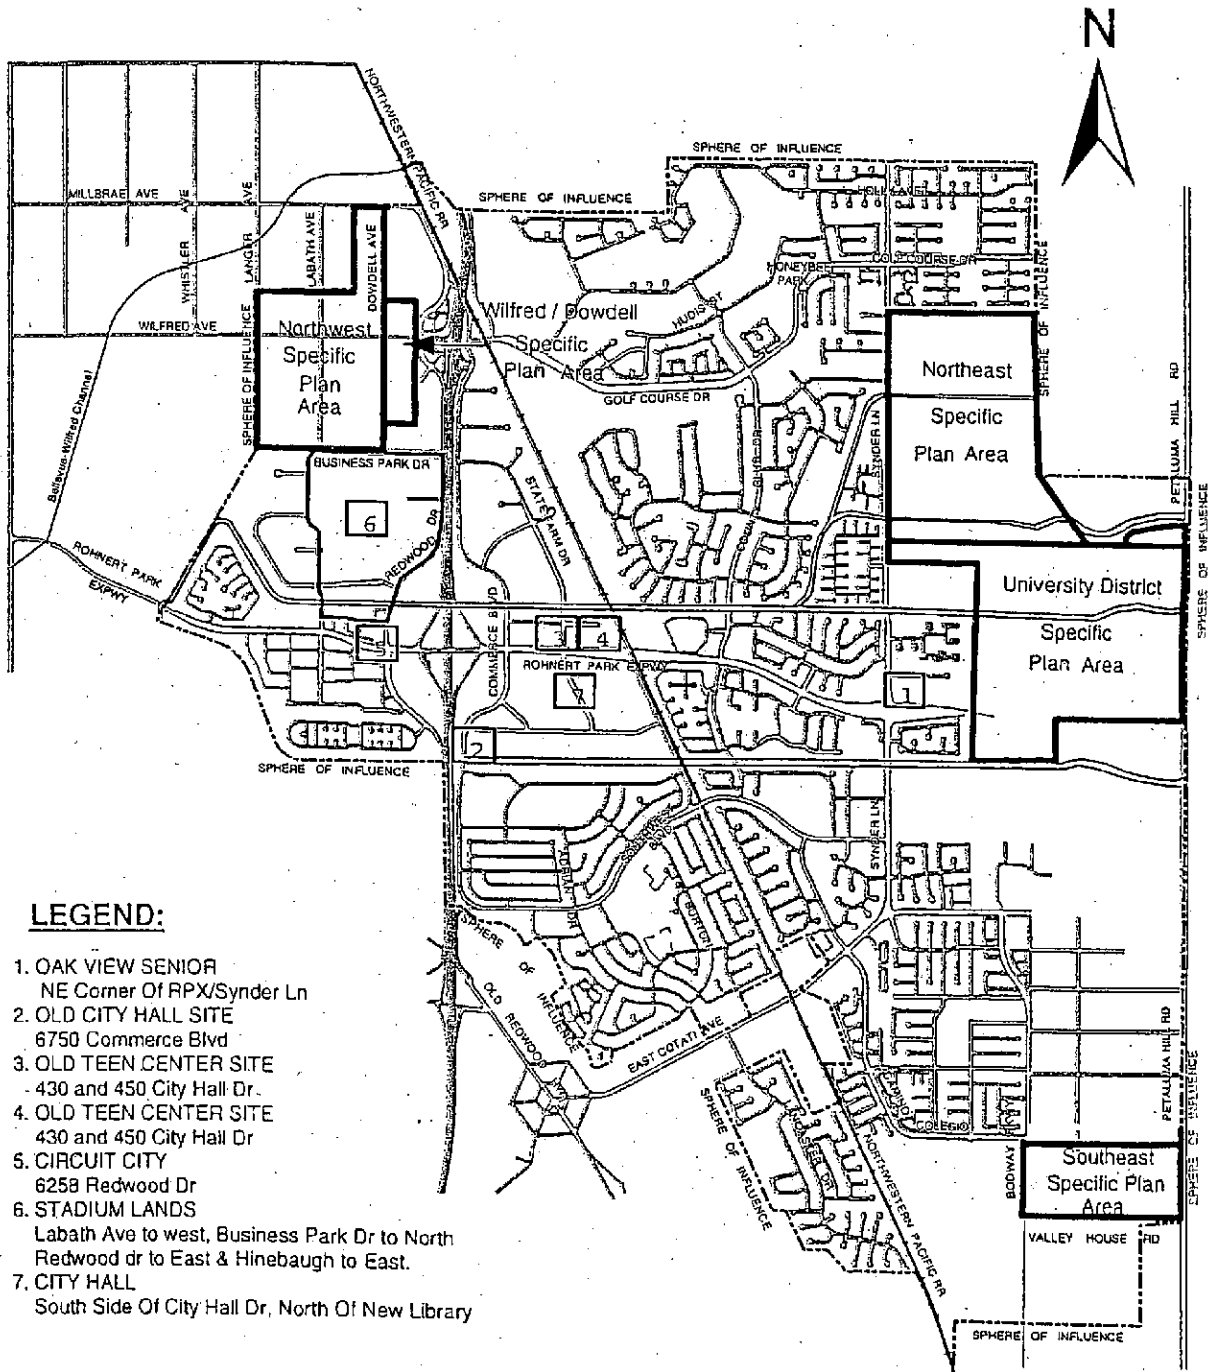 N
NORTHWESTERN PACIFIC RR
SPHERE OF INFLUENCE
MILLBRAE AVE
WHISTLER AVE
LANGER AVE
LABATH AVE
DOWDELL AVE
SPHERE OF INFLUENCE
HONEYBEE
PARK
GOLF COURSE DR
SPHERE OF INFLUENCE
WILFRED AVE
SPHERE OF INFLUENCE
Northwest
Specific
Plan
Area
Wilfred / Dowdell
Specific
Plan Area
HUDIS ST
GOLF COURSE DR
Northeast
Specific
Plan Area
SYNDER LN
PETALUMA HILL RD
SPHERE OF INFLUENCE
Bellevue-Wilfred Channel
BUSINESS PARK DR
6
REDWOOD DR
STATE FARM DR
ROHNERT PARK
EXPWY
COMMERCE BLVD
University District
Specific
Plan Area
5
3
4
ROHNERT PARK EXPWY
7
1
2
SPHERE OF INFLUENCE
SOUTHWEST
BLVD
SYNDER LN
BURTON
SPHERE OF INFLUENCE
OLD REDWOOD
EAST COTATI AVE
SPHERE OF INFLUENCE
NORTHWESTERN PACIFIC RR
PETALUMA HILL RD
SPHERE OF INFLUENCE
BODWAY
Southeast
Specific Plan
Area
VALLEY HOUSE RD
SPHERE OF INFLUENCE
LEGEND:
1. OAK VIEW SENIOR
NE Corner Of RPX/Synder Ln
2. OLD CITY HALL SITE
6750 Commerce Blvd
3. OLD TEEN CENTER SITE
430 and 450 City Hall Dr
4. OLD TEEN CENTER SITE
430 and 450 City Hall Dr
5. CIRCUIT CITY
6258 Redwood Dr
6. STADIUM LANDS
Labath Ave to west, Business Park Dr to North
Redwood dr to East & Hinebaugh to East.
7. CITY HALL
South Side Of City Hall Dr, North Of New Library